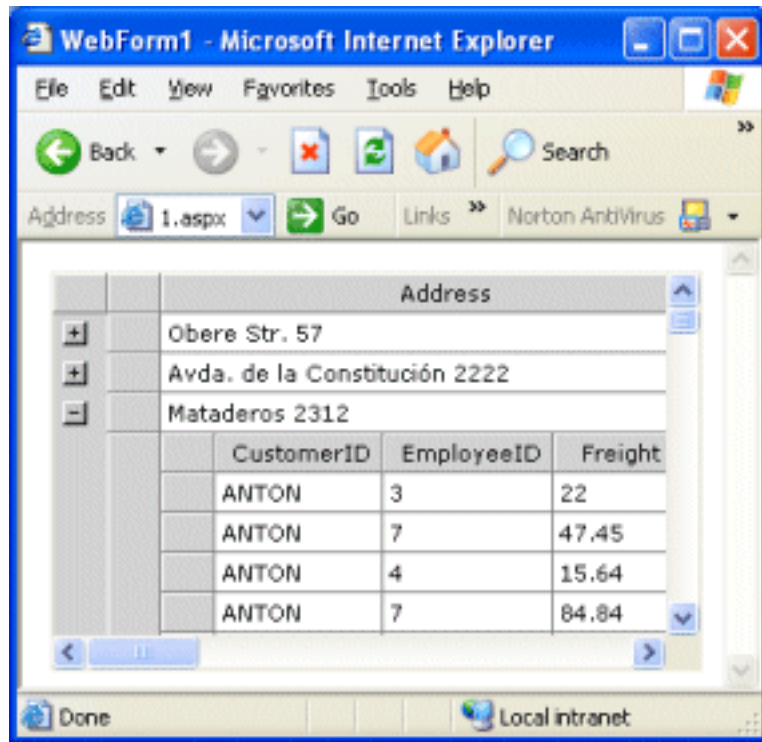 WebForm1 - Microsoft Internet Explorer
File Edit View Favorites Tools Help
Back Search
Address 1.aspx Go Links Norton AntiVirus
Address
Obere Str. 57
Avda. de la Constitución 2222
Mataderos 2312
CustomerID EmployeeID Freight
ANTON 3 22
ANTON 7 47.45
ANTON 4 15.64
ANTON 7 84.84
Done Local intranet